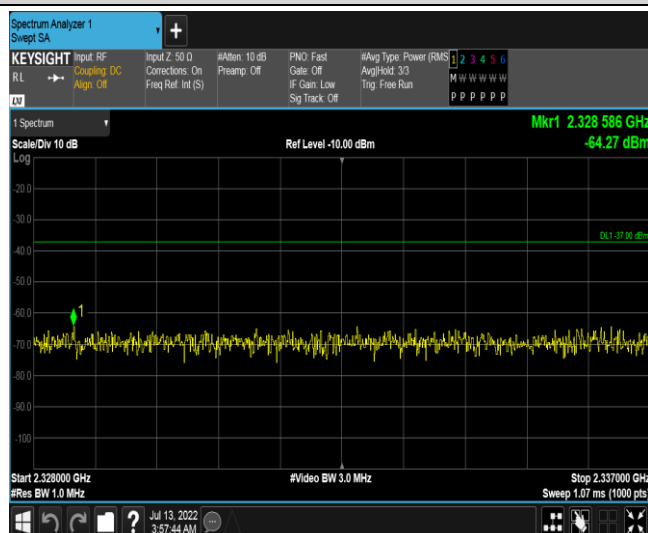 Spectrum Analyzer 1
Swept SA
+
KEYSIGHT
RL
LXI
Input: RF
Coupling: DC
Align: Off
Input Z: 50 Ω
Corrections: On
Freq Ref: Int (S)
#Atten: 10 dB
Preamp: Off
PNO: Fast
Gate: Off
IF Gain: Low
Sig Track: Off
#Avg Type: Power (RMS
Avg|Hold: 3/3
Trig: Free Run
1 2 3 4 5 6
M W W W W W
P P P P P P
1 Spectrum
Scale/Div 10 dB
Log
Ref Level -10.00 dBm
Mkr1 2.328 586 GHz
-64.27 dBm
-20.0
-30.0
DL1 -37.00 dBm
-40.0
-50.0
-60.0
1
-70.0
-80.0
-90.0
-100
Start 2.328000 GHz
#Video BW 3.0 MHz
Stop 2.337000 GHz
#Res BW 1.0 MHz
Sweep 1.07 ms (1000 pts)
?
Jul 13, 2022
3:57:44 AM